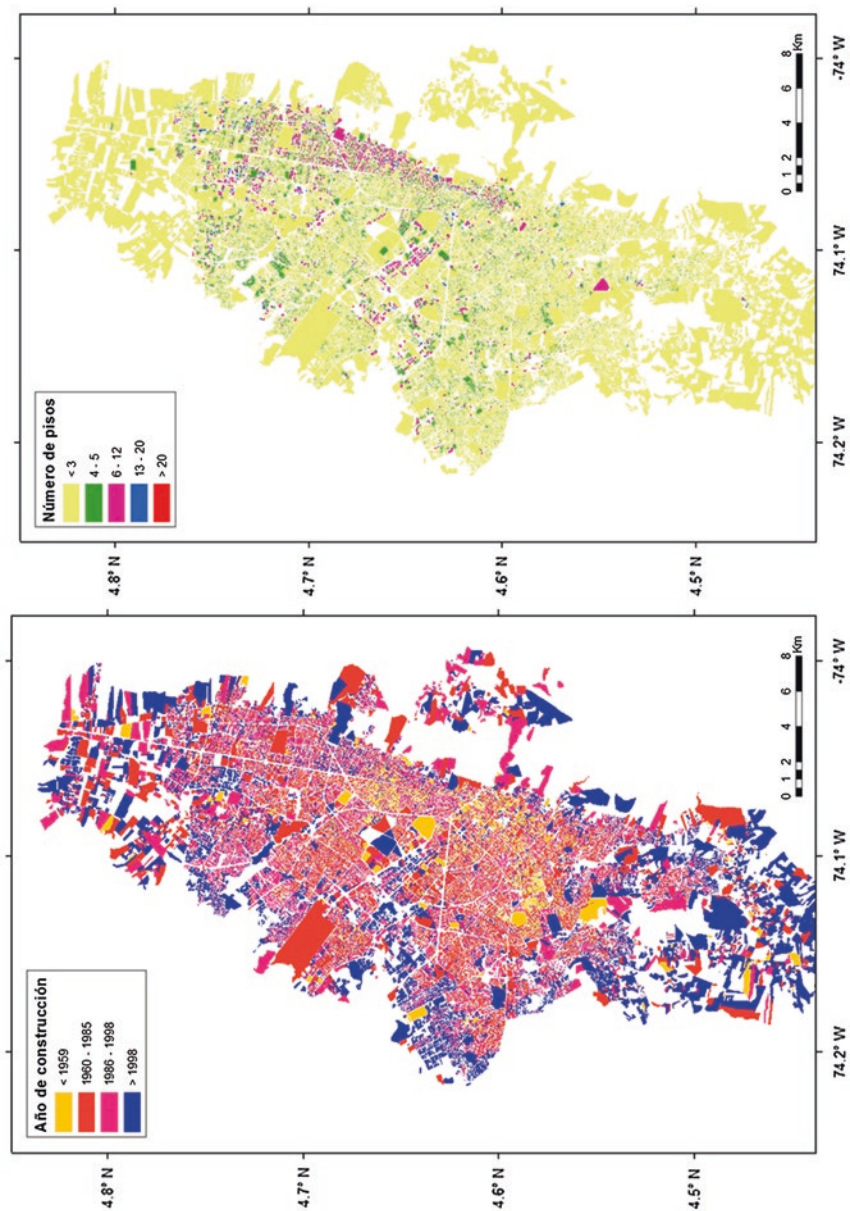 Año de construcción
< 1959
1960 - 1985
1986 - 1998
> 1998
4.8° N
4.7° N
4.6° N
4.5° N
74.2° W
74.1° W
-74° W
0 1 2 4 6 8
Km
Número de pisos
< 3
4 - 5
6 - 12
13 - 20
> 20
4.8° N
4.7° N
4.6° N
4.5° N
74.2° W
74.1° W
-74° W
0 1 2 4 6 8
Km